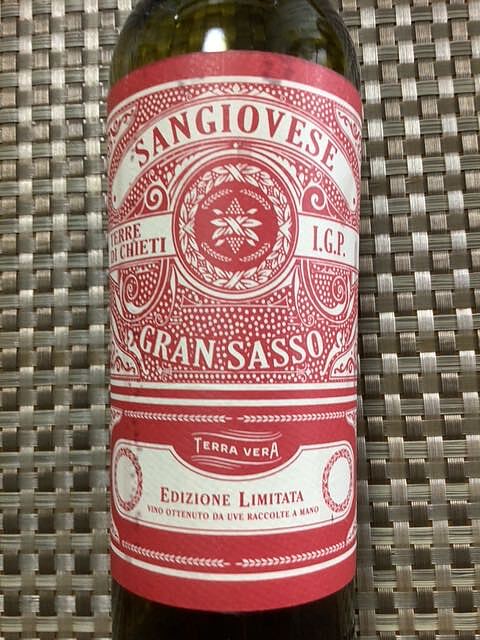 SANGIOVESE
TERRE
DI CHIETI
I.G.P.
GRAN SASSO
TERRA VERA
EDIZIONE LIMITATA
VINO OTTENUTO DA UVE RACCOLTE A MANO